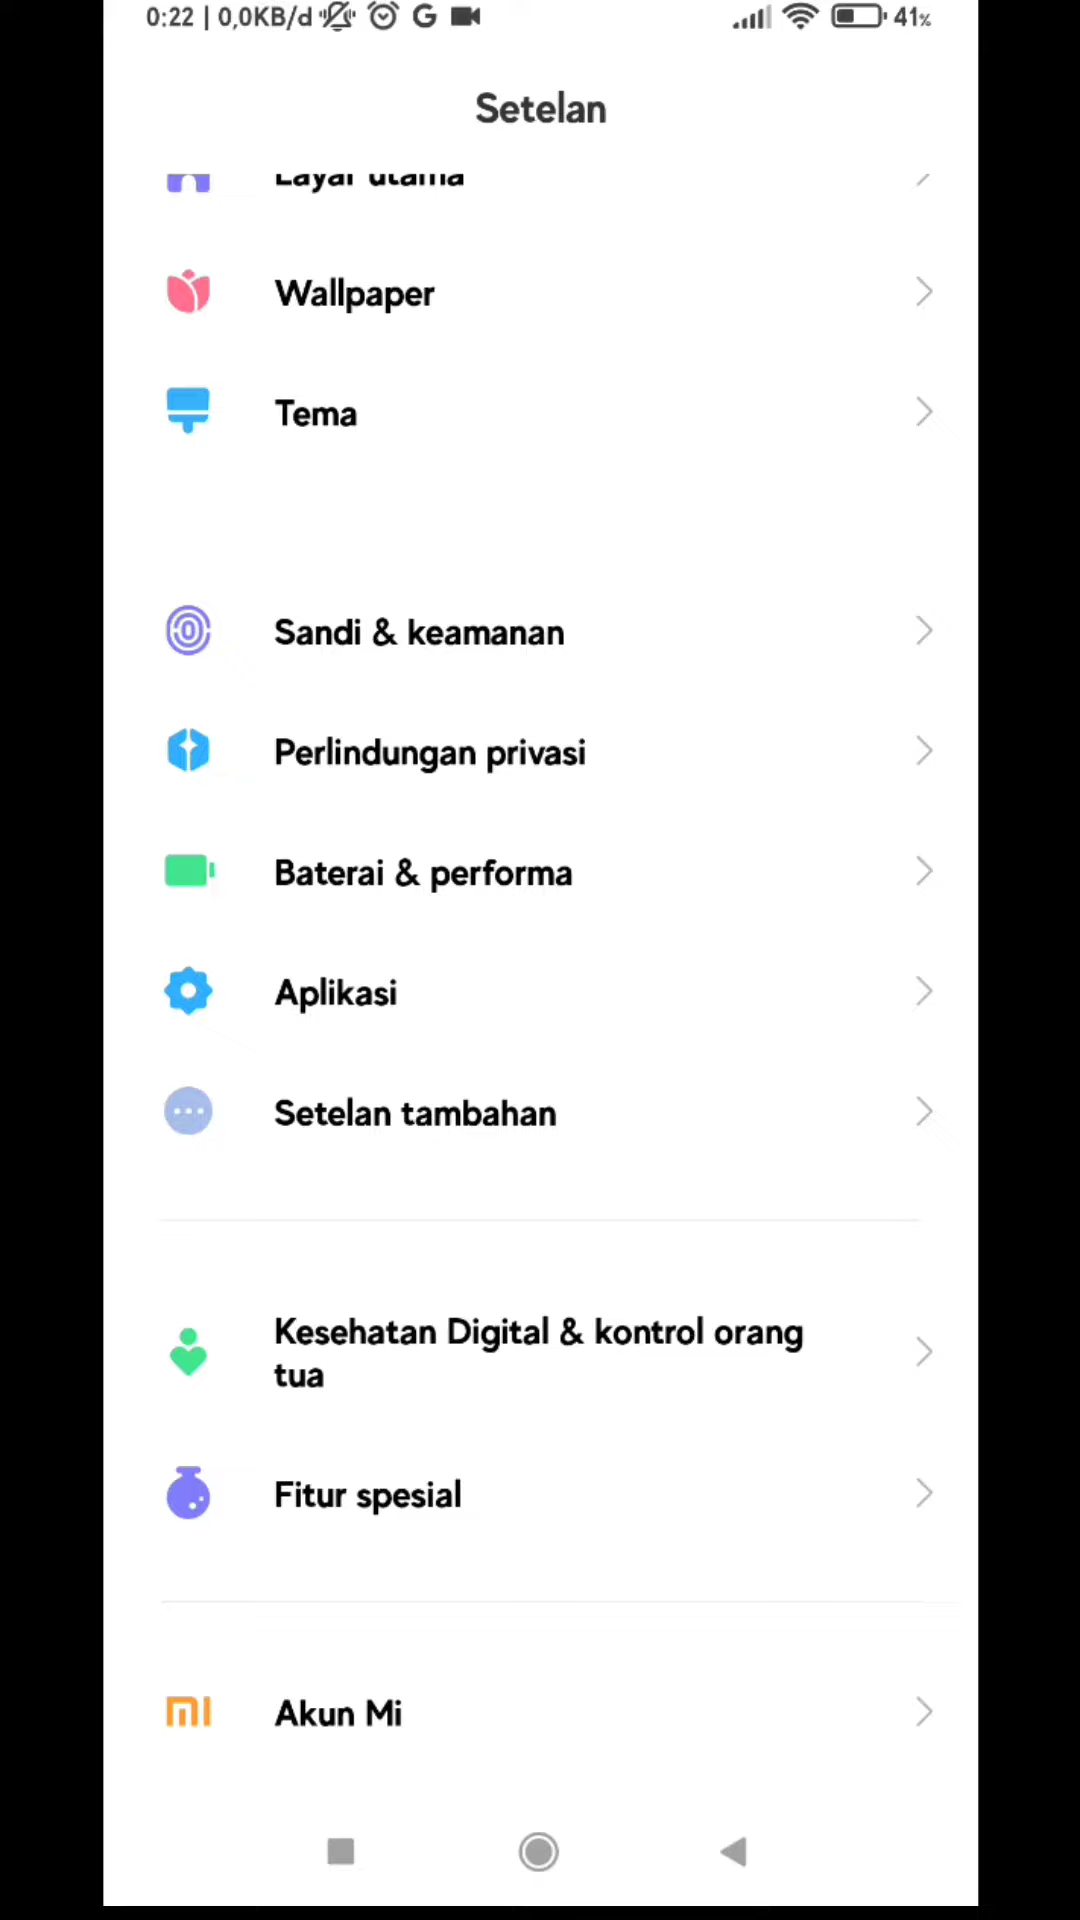 0:22 | 0,0KB/d G 41%
Setelan
Layar utama
Wallpaper
Tema
Sandi & keamanan
Perlindungan privasi
Baterai & performa
Aplikasi
Setelan tambahan
Kesehatan Digital & kontrol orang
tua
Fitur spesial
mi Akun Mi